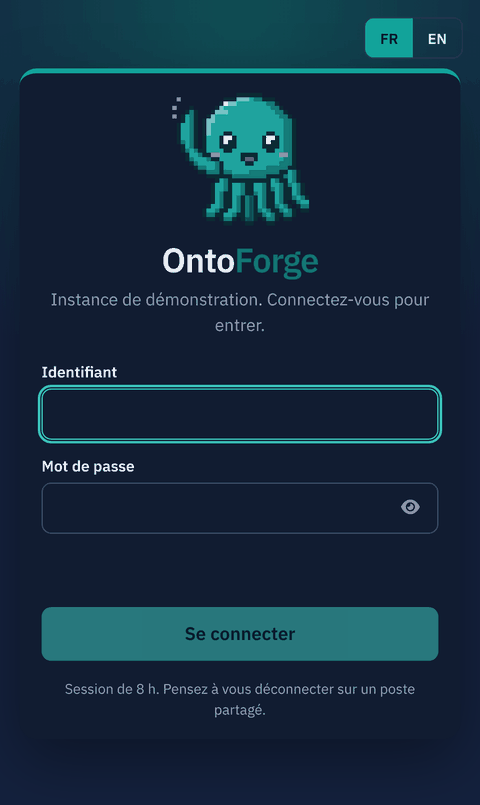 FR EN
OntoForge
Instance de démonstration. Connectez-vous pour
entrer.
Identifiant
Mot de passe
Se connecter
Session de 8 h. Pensez à vous déconnecter sur un poste
partagé.